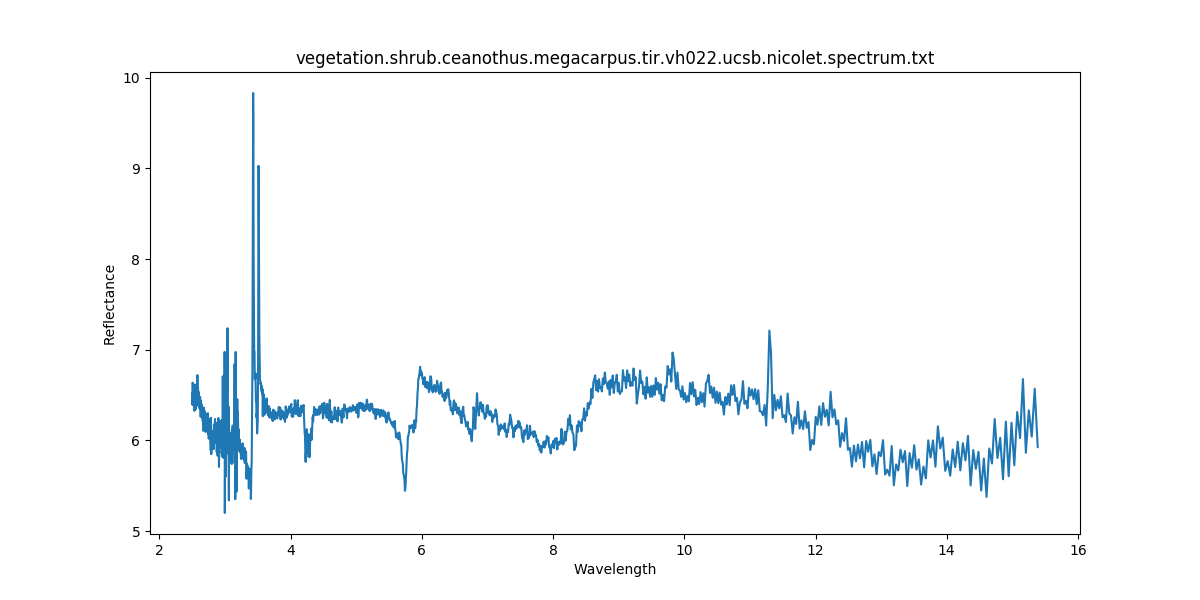 vegetation.shrub.ceanothus.megacarpus.tir.vh022.ucsb.nicolet.spectrum.txt
10
9
8
7
6
5
Reflectance
2 4 6 8 10 12 14 16
Wavelength